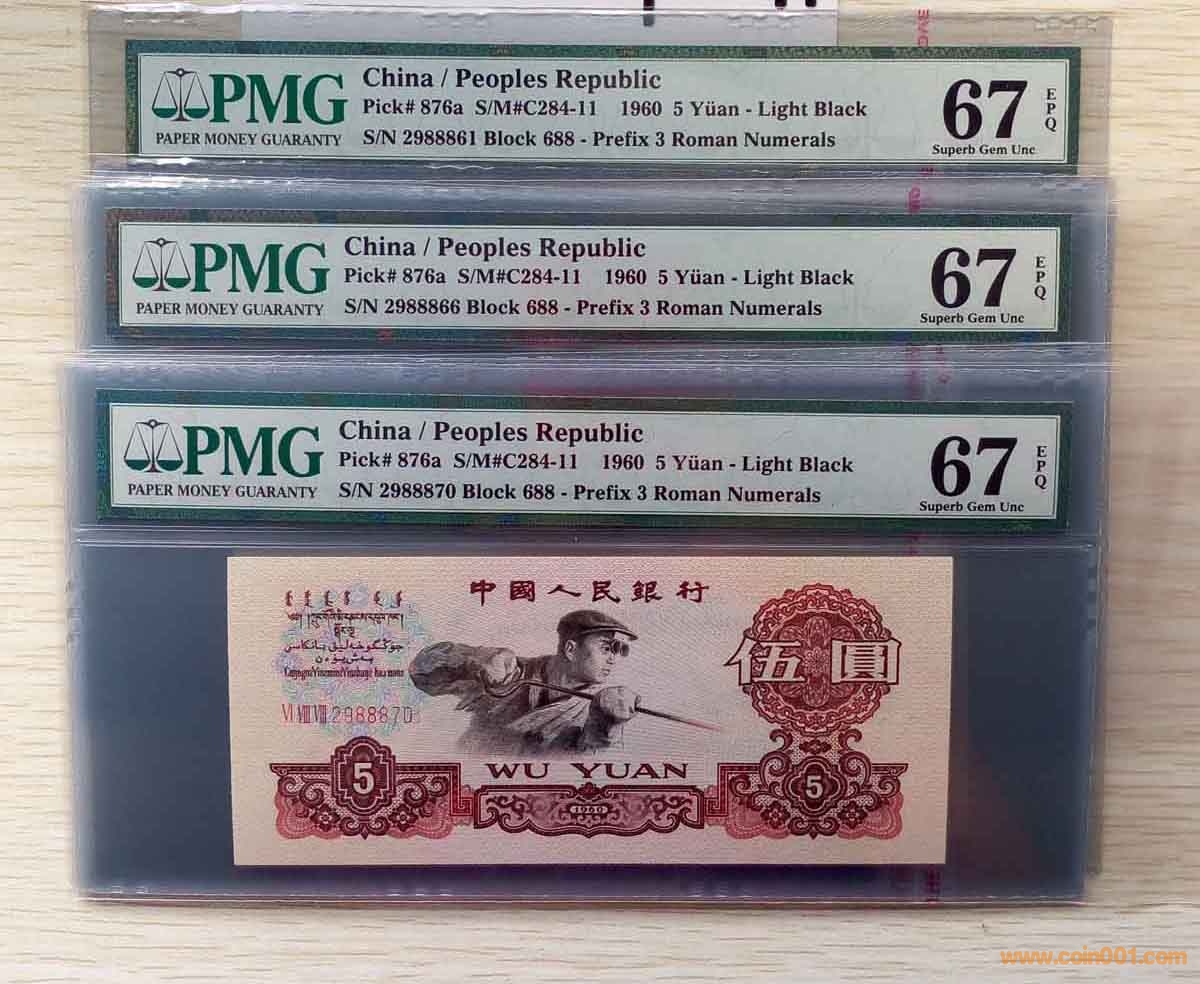 PMG
PAPER MONEY GUARANTY
China / Peoples Republic
Pick# 876a S/M#C284-11 1960 5 Yüan - Light Black
S/N 2988861 Block 688 - Prefix 3 Roman Numerals
67
EPQ
Superb Gem Unc
PMG
PAPER MONEY GUARANTY
China / Peoples Republic
Pick# 876a S/M#C284-11 1960 5 Yüan - Light Black
S/N 2988866 Block 688 - Prefix 3 Roman Numerals
67
EPQ
Superb Gem Unc
PMG
PAPER MONEY GUARANTY
China / Peoples Republic
Pick# 876a S/M#C284-11 1960 5 Yüan - Light Black
S/N 2988870 Block 688 - Prefix 3 Roman Numerals
67
EPQ
Superb Gem Unc
中國人民銀行
伍圓
VI VIII VIII 2988870
WU YUAN
5
1960
5
www.coin001.com